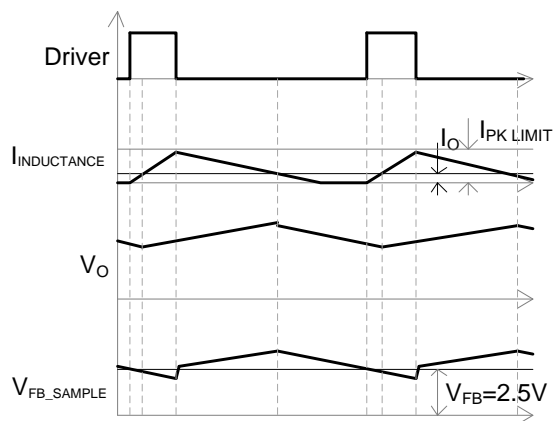 Driver
I_O
I_PK LIMIT
I_INDUCTANCE
V_O
V_FB_SAMPLE
V_FB=2.5V